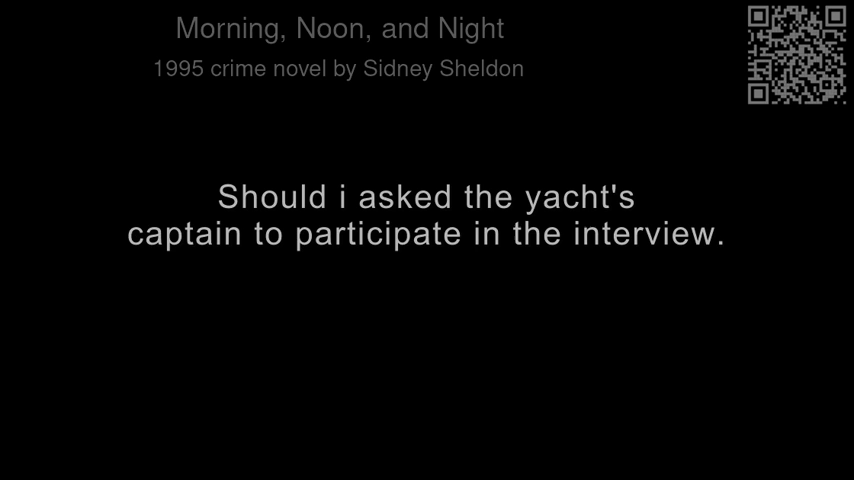 Morning, Noon, and Night
1995 crime novel by Sidney Sheldon
Should i asked the yacht's
captain to participate in the interview.